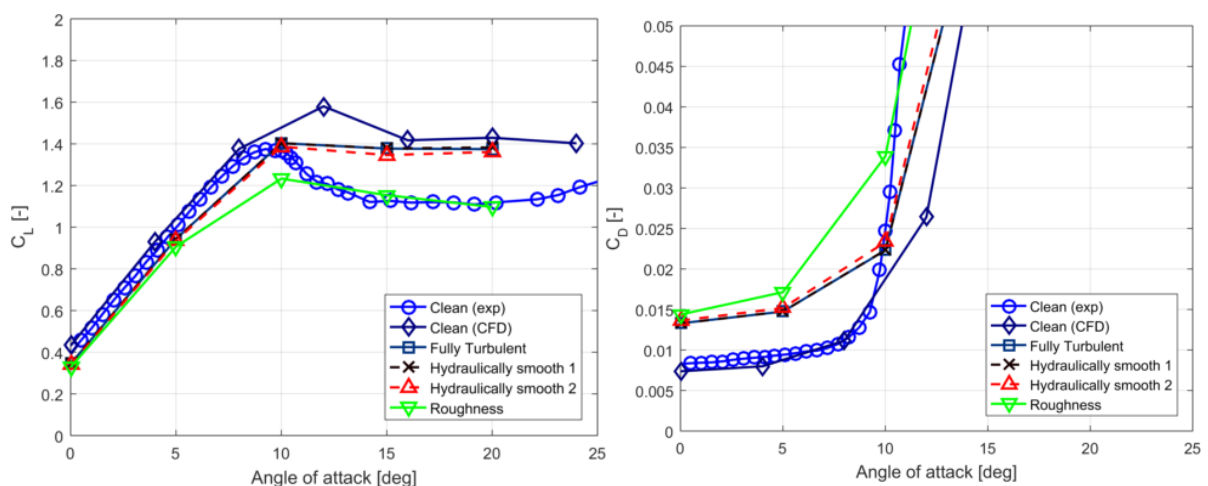 2
1.8
1.6
1.4
1.2
1
0.8
0.6
0.4
0.2
0
0 5 10 15 20 25
C_L [-]
Angle of attack [deg]
Clean (exp)
Clean (CFD)
Fully Turbulent
Hydraulically smooth 1
Hydraulically smooth 2
Roughness
0.05
0.045
0.04
0.035
0.03
0.025
0.02
0.015
0.01
0.005
0
0 5 10 15 20 25
C_D [-]
Angle of attack [deg]
Clean (exp)
Clean (CFD)
Fully Turbulent
Hydraulically smooth 1
Hydraulically smooth 2
Roughness